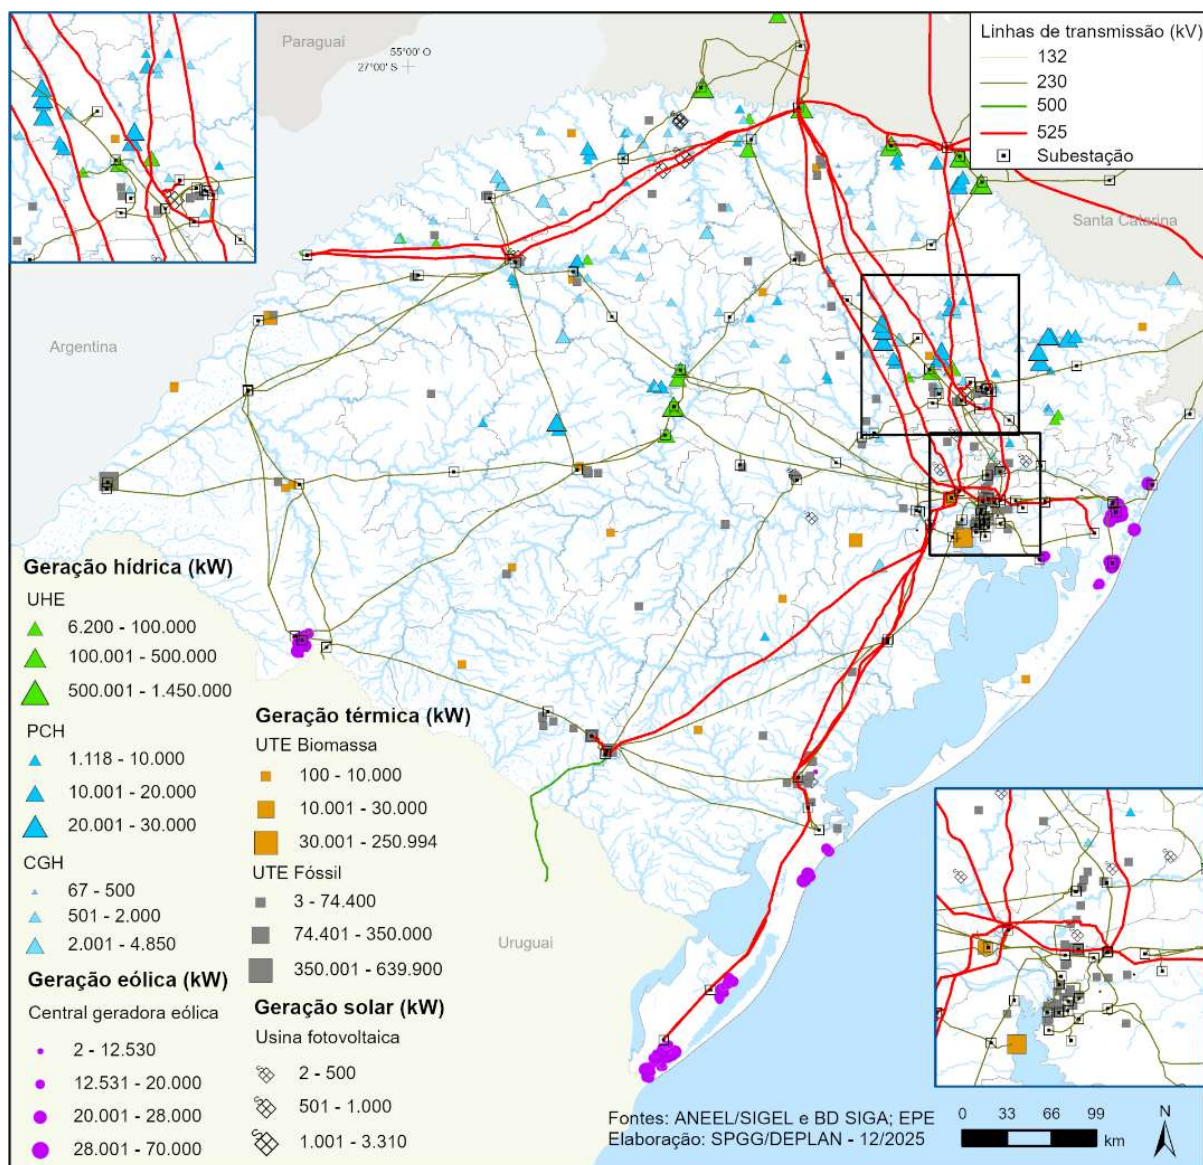 Paraguai
55°00' O
27°00' S
Linhas de transmissão (kV)
132
230
500
525
Subestação
Santa Catarina
Argentina
Geração hídrica (kW)
UHE
6.200 - 100.000
100.001 - 500.000
500.001 - 1.450.000
PCH
1.118 - 10.000
10.001 - 20.000
20.001 - 30.000
CGH
67 - 500
501 - 2.000
2.001 - 4.850
Geração eólica (kW)
Central geradora eólica
2 - 12.530
12.531 - 20.000
20.001 - 28.000
28.001 - 70.000
Geração térmica (kW)
UTE Biomassa
100 - 10.000
10.001 - 30.000
30.001 - 250.994
UTE Fóssil
3 - 74.400
74.401 - 350.000
350.001 - 639.900
Geração solar (kW)
Usina fotovoltaica
2 - 500
501 - 1.000
1.001 - 3.310
Uruguai
Fontes: ANEEL/SIGEL e BD SIGA; EPE
Elaboração: SPGG/DEPLAN - 12/2025
0 33 66 99
km
N